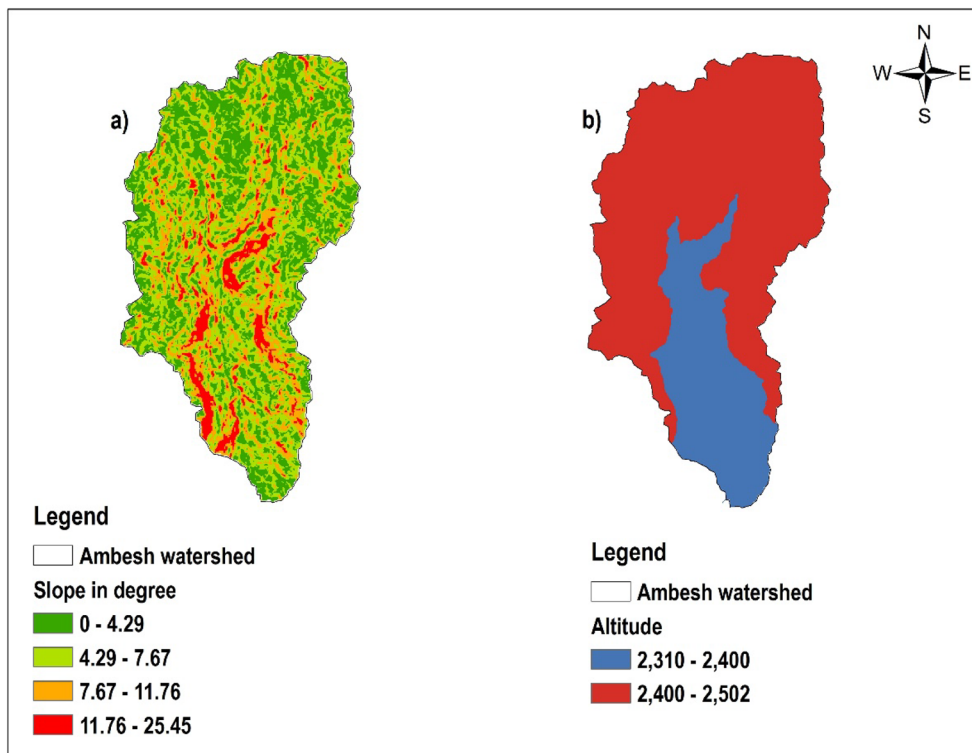 N
W E
S
a)
b)
Legend
Ambesh watershed
Slope in degree
0 - 4.29
4.29 - 7.67
7.67 - 11.76
11.76 - 25.45
Legend
Ambesh watershed
Altitude
2,310 - 2,400
2,400 - 2,502